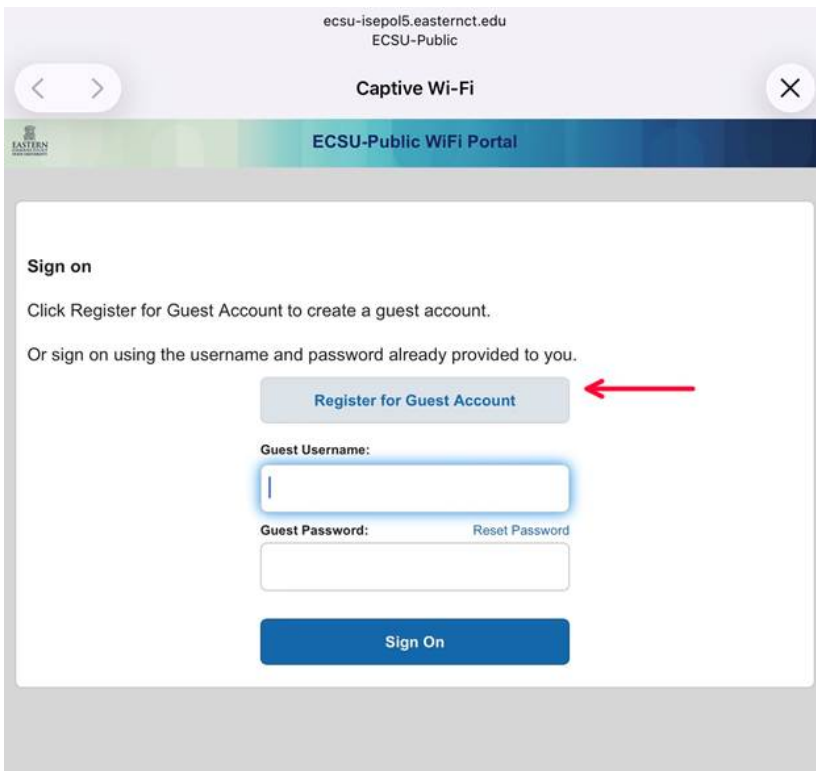 ecsu-isepol5.easternct.edu
ECSU-Public
Captive Wi-Fi
EASTERN
ECSU-Public WiFi Portal
Sign on
Click Register for Guest Account to create a guest account.
Or sign on using the username and password already provided to you.
Register for Guest Account
Guest Username:
Guest Password: Reset Password
Sign On